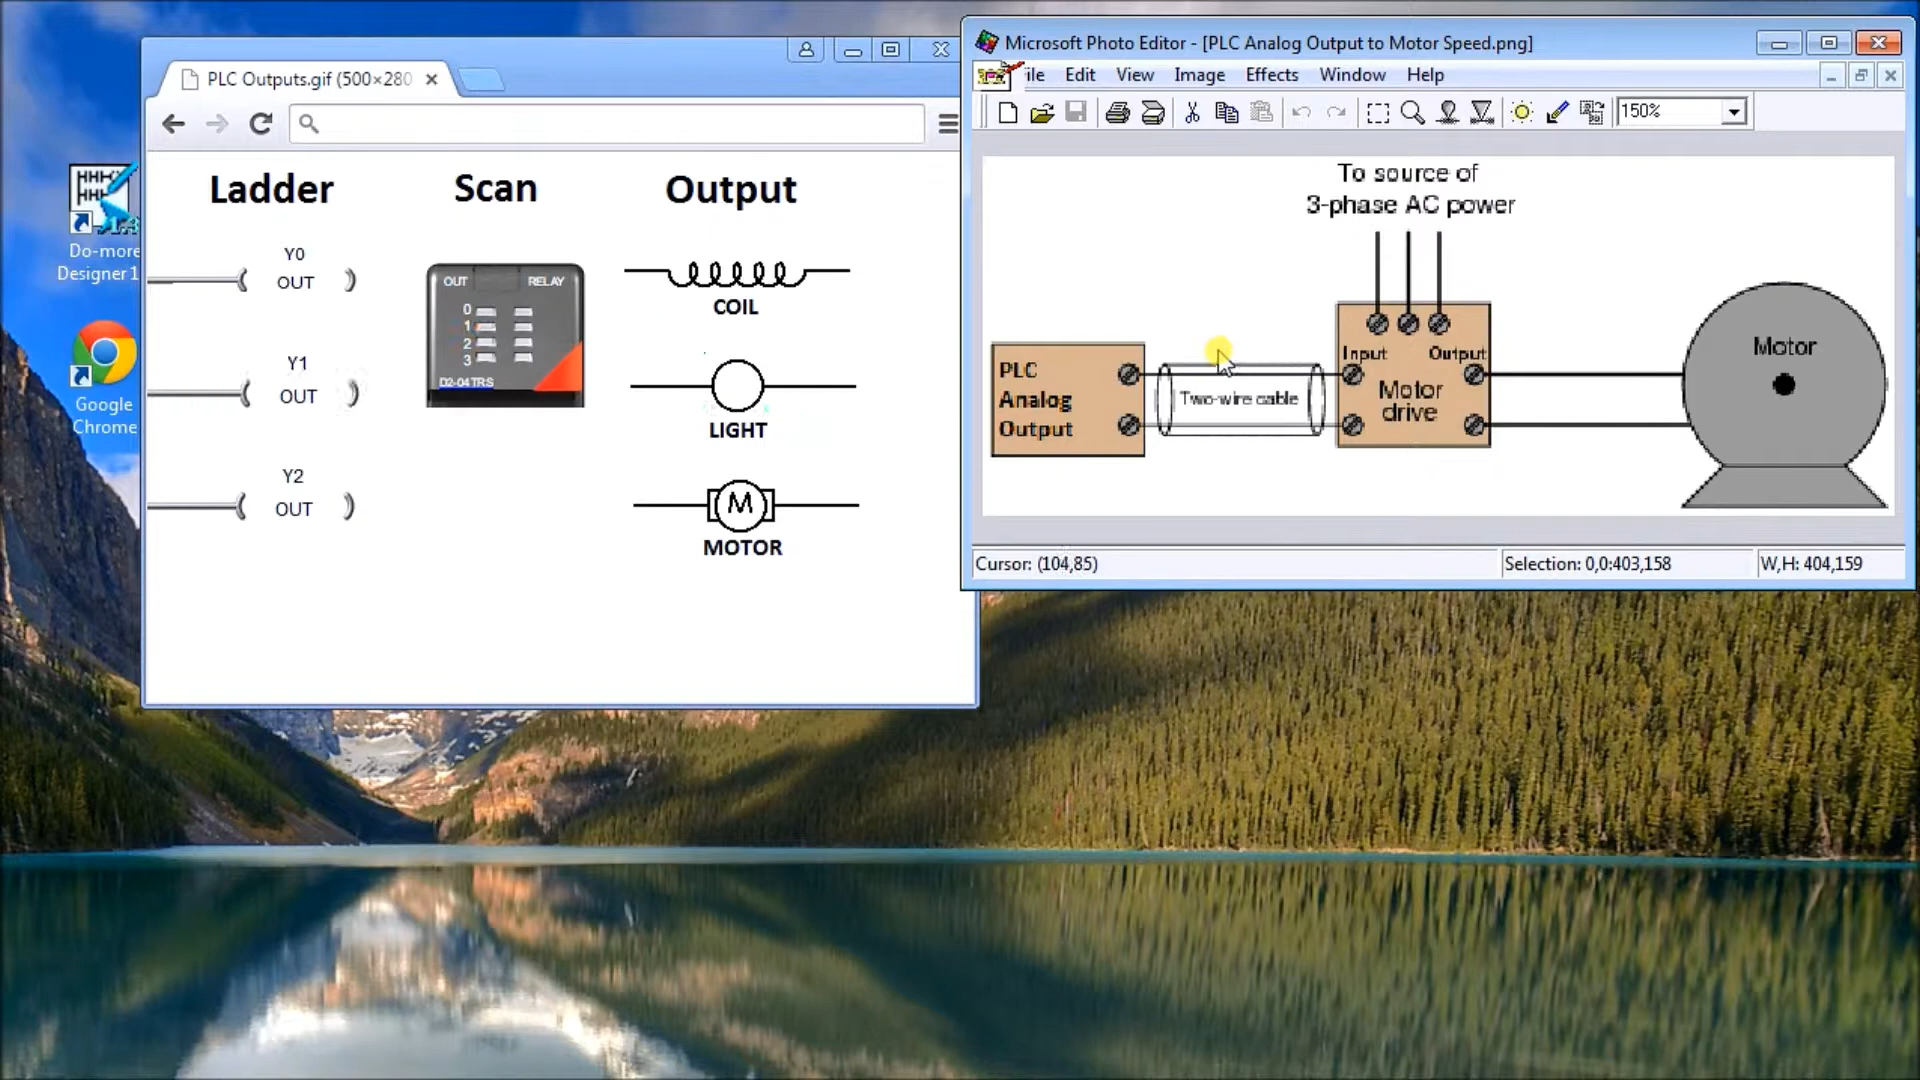 PLC Outputs.gif (500×280
Ladder
Scan
Output
Y0
OUT
Y1
OUT
Y2
OUT
OUT RELAY
0
1
2
3
D2-04TRS
COIL
LIGHT
M
MOTOR
Do-more
Designer 1
Google
Chrome
Microsoft Photo Editor - [PLC Analog Output to Motor Speed.png]
ile Edit View Image Effects Window Help
150%
To source of
3-phase AC power
PLC
Analog
Output
Two-wire cable
Input Output
Motor
drive
Motor
Cursor: (104,85)
Selection: 0,0:403,158
W,H: 404,159